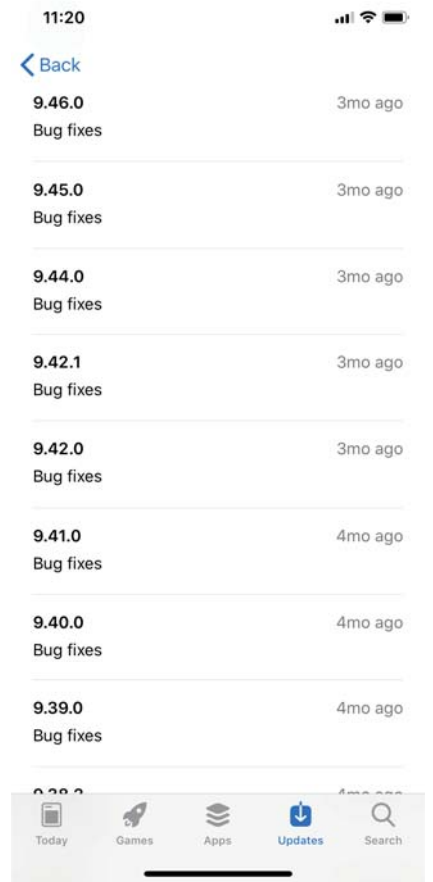 11:20
Back
9.46.0 3mo ago
Bug fixes
9.45.0 3mo ago
Bug fixes
9.44.0 3mo ago
Bug fixes
9.42.1 3mo ago
Bug fixes
9.42.0 3mo ago
Bug fixes
9.41.0 4mo ago
Bug fixes
9.40.0 4mo ago
Bug fixes
9.39.0 4mo ago
Bug fixes
Today Games Apps Updates Search